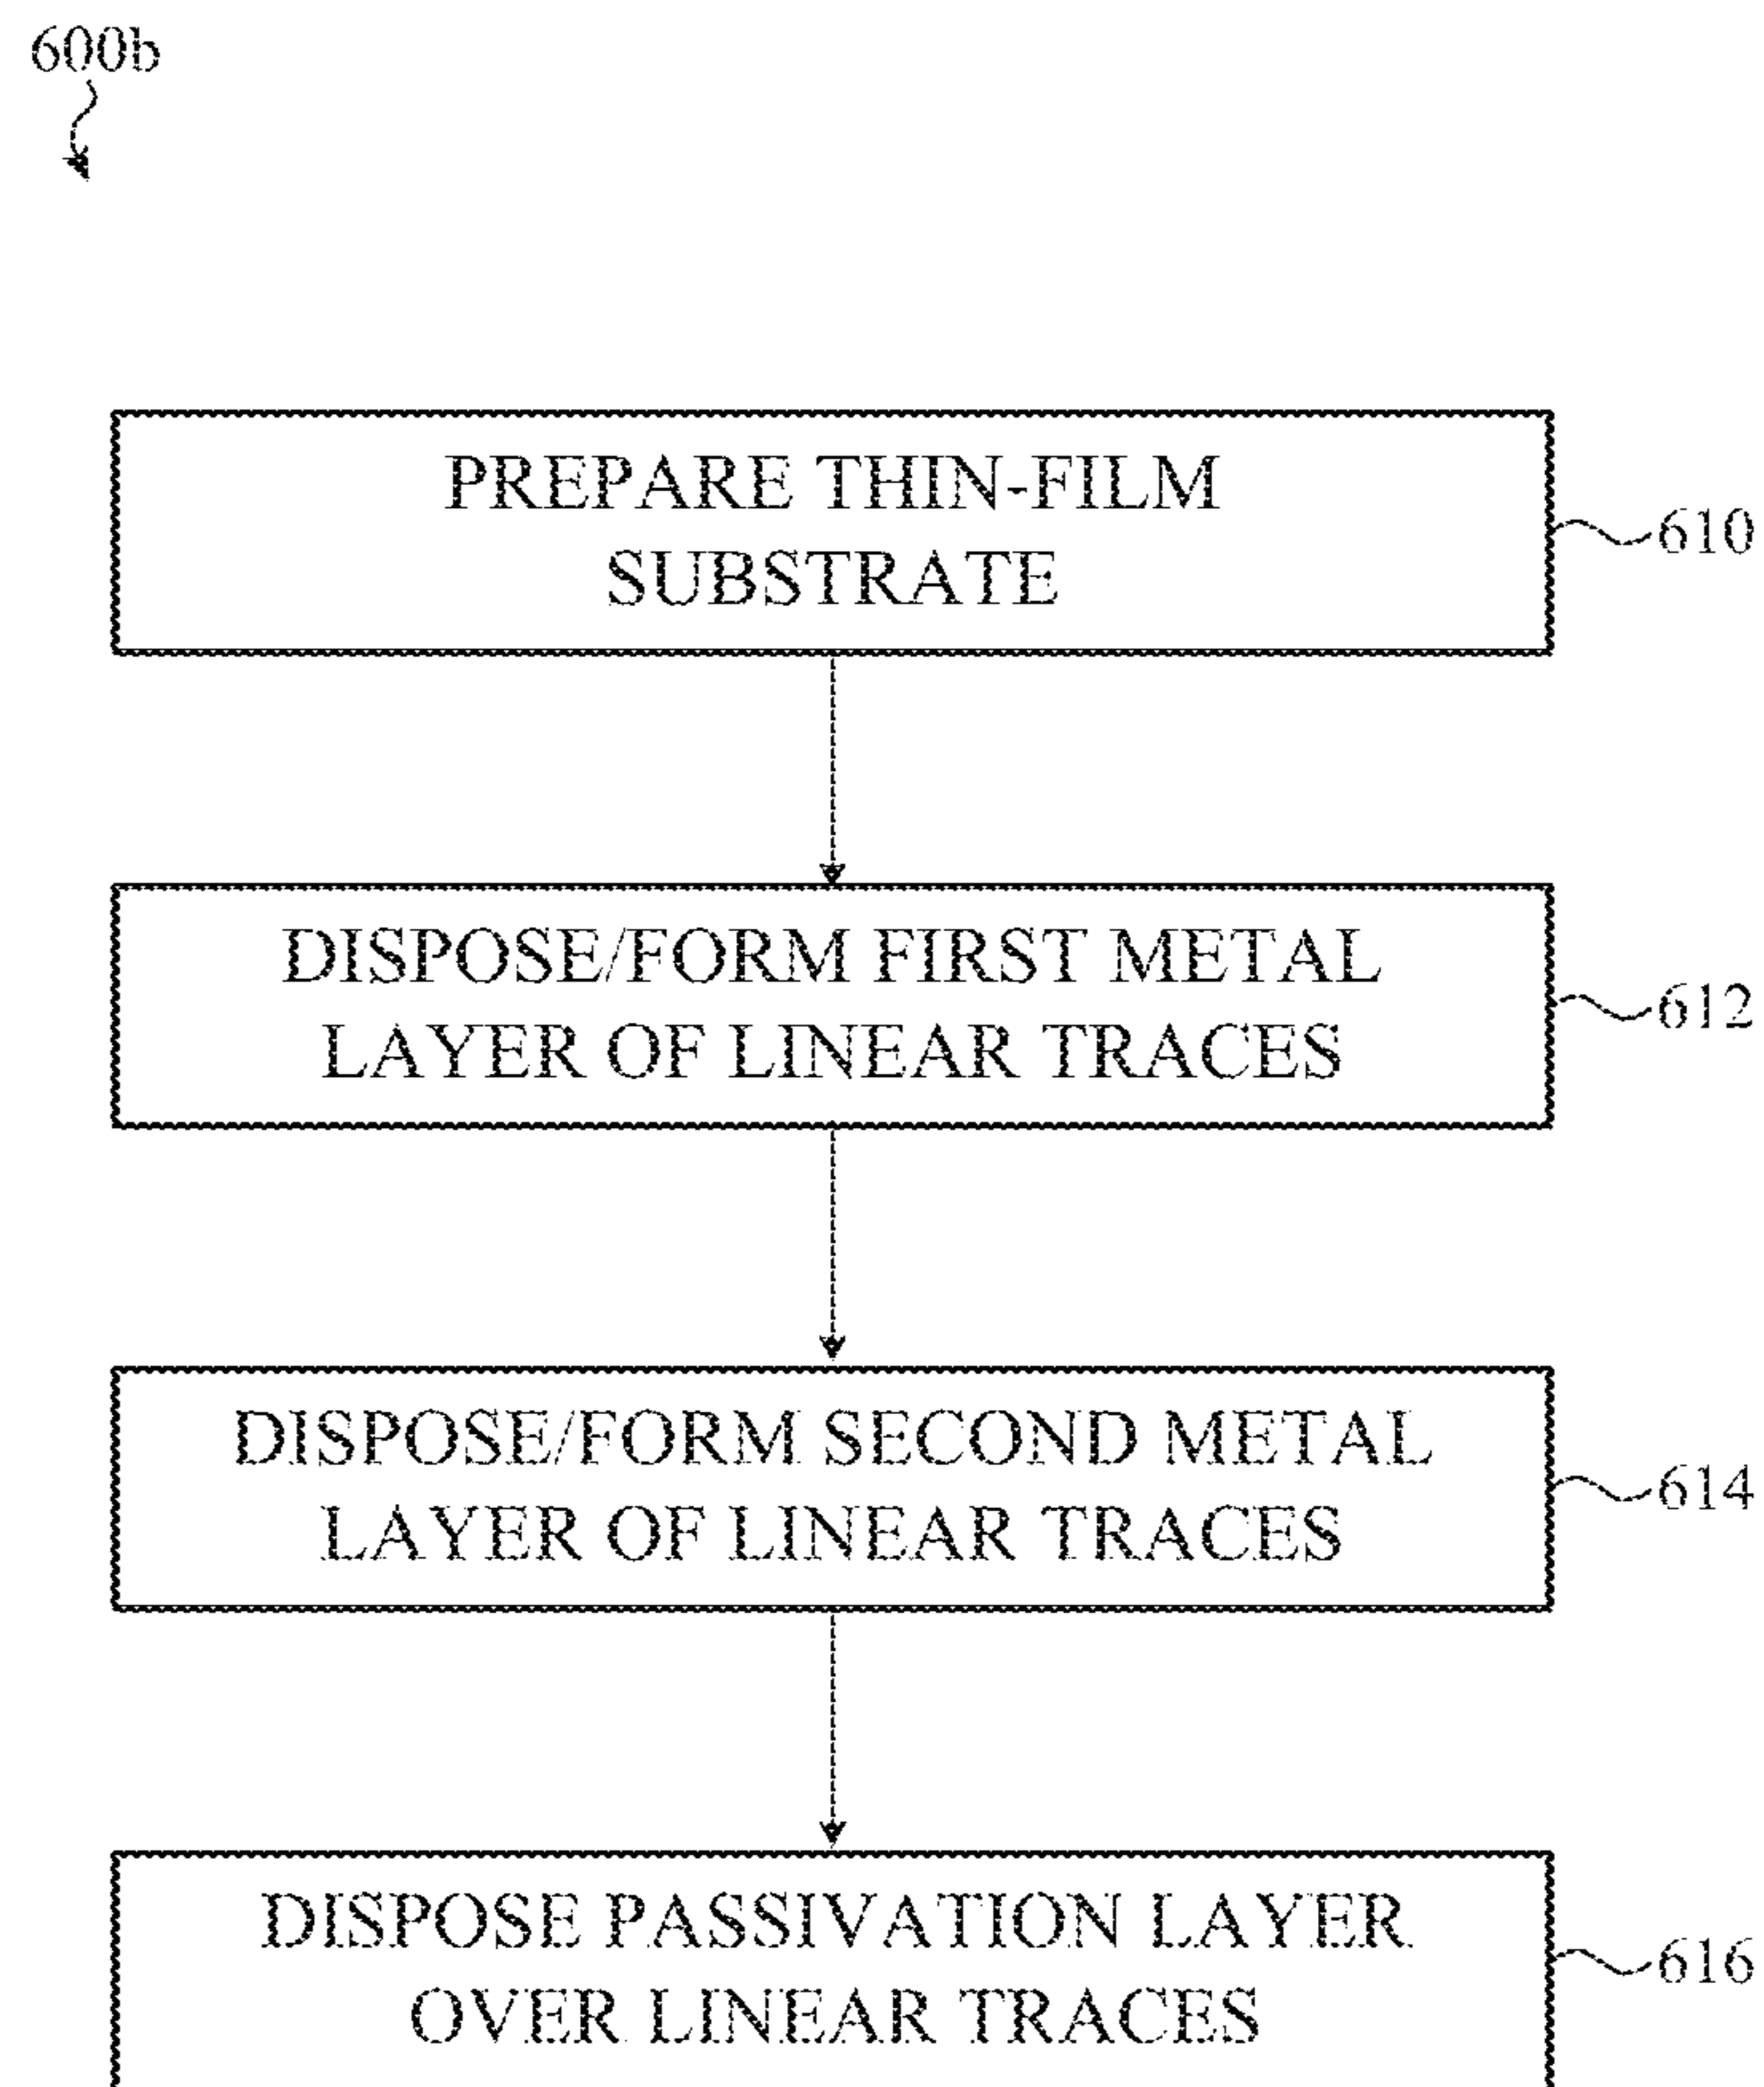 600b
PREPARE THIN-FILM
SUBSTRATE
610
DISPOSE/FORM FIRST METAL
LAYER OF LINEAR TRACES
612
DISPOSE/FORM SECOND METAL
LAYER OF LINEAR TRACES
614
DISPOSE PASSIVATION LAYER
OVER LINEAR TRACES
616